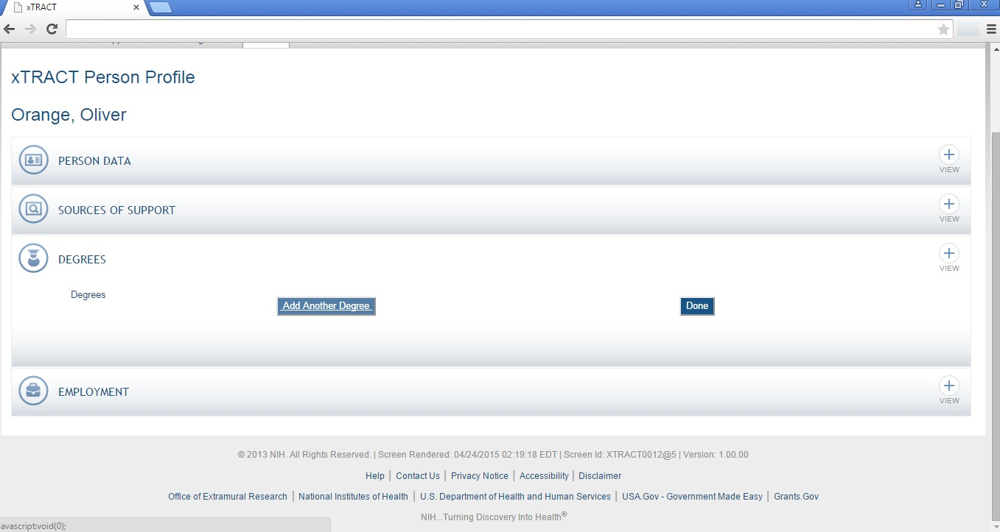 xTRACT
xTRACT Person Profile
Orange, Oliver
PERSON DATA
VIEW
SOURCES OF SUPPORT
VIEW
DEGREES
VIEW
Degrees
Add Another Degree
Done
EMPLOYMENT
VIEW
© 2013 NIH. All Rights Reserved. | Screen Rendered: 04/24/2015 02:19:18 EDT | Screen Id: XTRACT0012@5 | Version: 1.00.00
Help | Contact Us | Privacy Notice | Accessibility | Disclaimer
Office of Extramural Research | National Institutes of Health | U.S. Department of Health and Human Services | USA.Gov - Government Made Easy | Grants.Gov
NIH...Turning Discovery Into Health®
avascript:void(0);